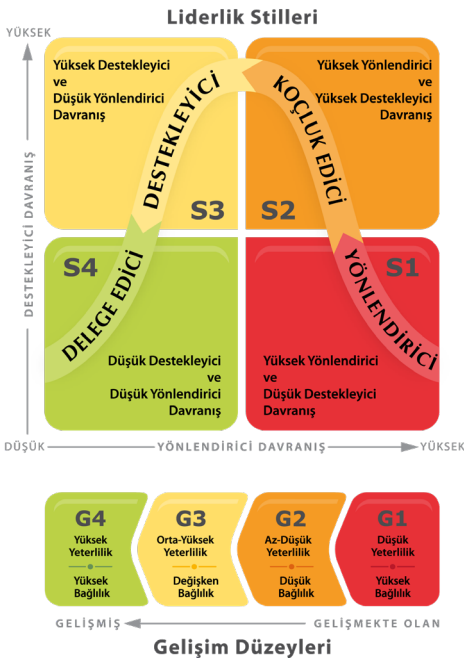 Liderlik Stilleri
YÜKSEK
Yüksek Destekleyici
ve
Düşük Yönlendirici
Davranış
DESTEKLEYİCİ
S3
Yüksek Yönlendirici
ve
Yüksek Destekleyici
Davranış
KOÇLUK EDİCİ
S2
DESTEKLEYİCİ DAVRANIŞ
S4
DELEGE EDİCİ
Düşük Destekleyici
ve
Düşük Yönlendirici
Davranış
S1
YÖNLENDİRİCİ
Yüksek Yönlendirici
ve
Düşük Destekleyici
Davranış
DÜŞÜK
YÖNLENDİRİCİ DAVRANIŞ
YÜKSEK
G4
Yüksek
Yeterlilik
Yüksek
Bağlılık
G3
Orta-Yüksek
Yeterlilik
Değişken
Bağlılık
G2
Az-Düşük
Yeterlilik
Düşük
Bağlılık
G1
Düşük
Yeterlilik
Yüksek
Bağlılık
GELİŞMİŞ
GELİŞMEKTE OLAN
Gelişim Düzeyleri